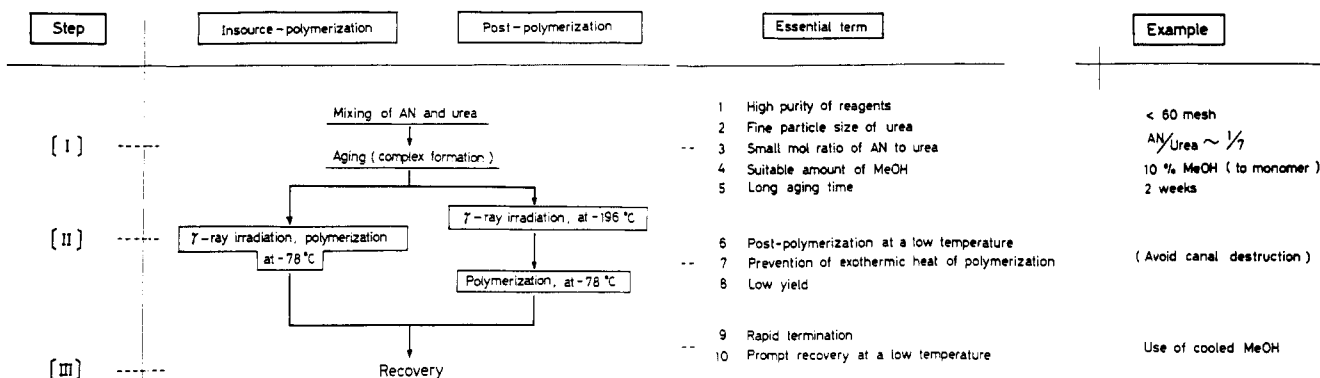 Step Insource-polymerization Post-polymerization Essential term Example
Mixing of AN and urea
[I]
Aging (complex formation)
1 High purity of reagents
2 Fine particle size of urea
-- 3 Small mol ratio of AN to urea
4 Suitable amount of MeOH
5 Long aging time
< 60 mesh
AN/Urea ~ 1/7
10 % MeOH (to monomer)
2 weeks
[II]
γ-ray irradiation, polymerization
at -78 °C
γ-ray irradiation, at -196 °C
Polymerization, at -78 °C
6 Post-polymerization at a low temperature
-- 7 Prevention of exothermic heat of polymerization
8 Low yield
(Avoid canal destruction)
[III]
Recovery
9 Rapid termination
-- 10 Prompt recovery at a low temperature
Use of cooled MeOH